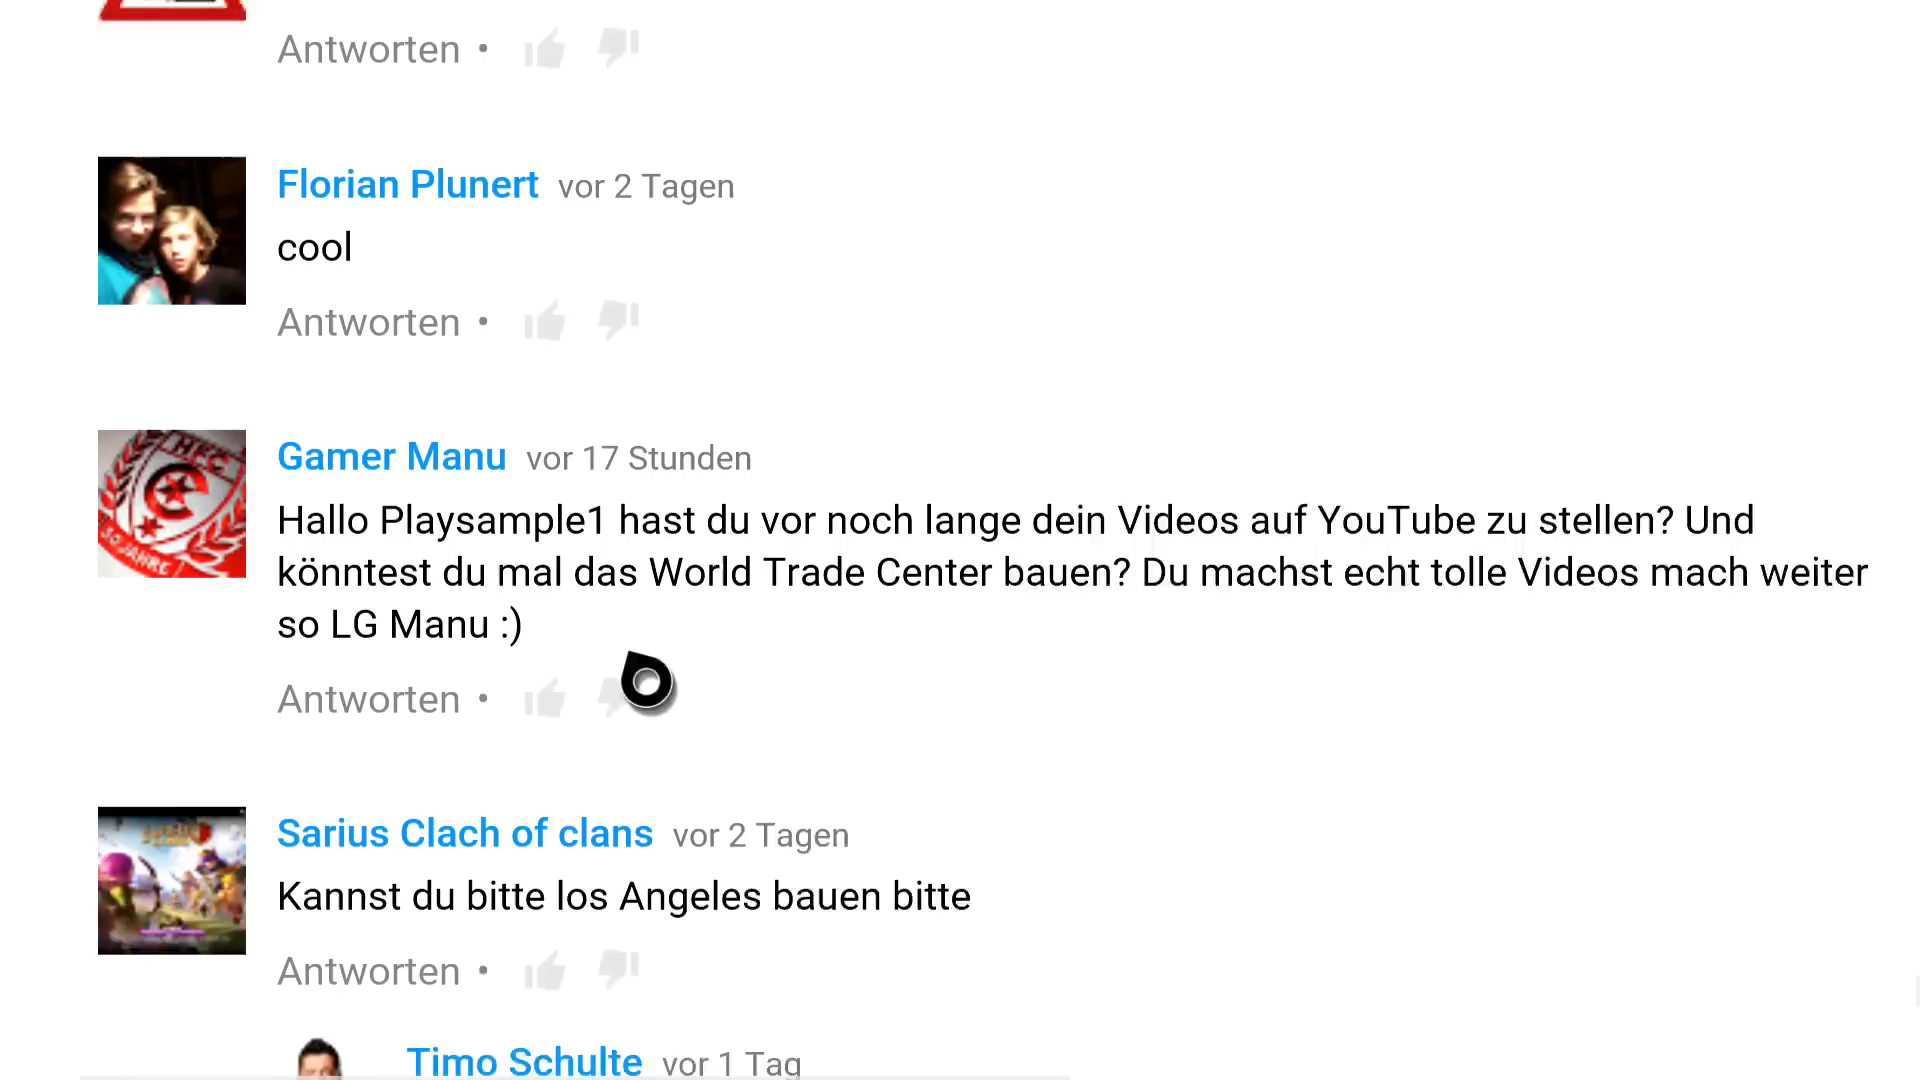 Antworten •
Florian Plunert vor 2 Tagen
cool
Antworten •
HFC
50 JAHRE
Gamer Manu vor 17 Stunden
Hallo Playsample1 hast du vor noch lange dein Videos auf YouTube zu stellen? Und
könntest du mal das World Trade Center bauen? Du machst echt tolle Videos mach weiter
so LG Manu :)
Antworten •
Sarius Clach of clans vor 2 Tagen
Kannst du bitte los Angeles bauen bitte
Antworten •
Timo Schulte vor 1 Tag